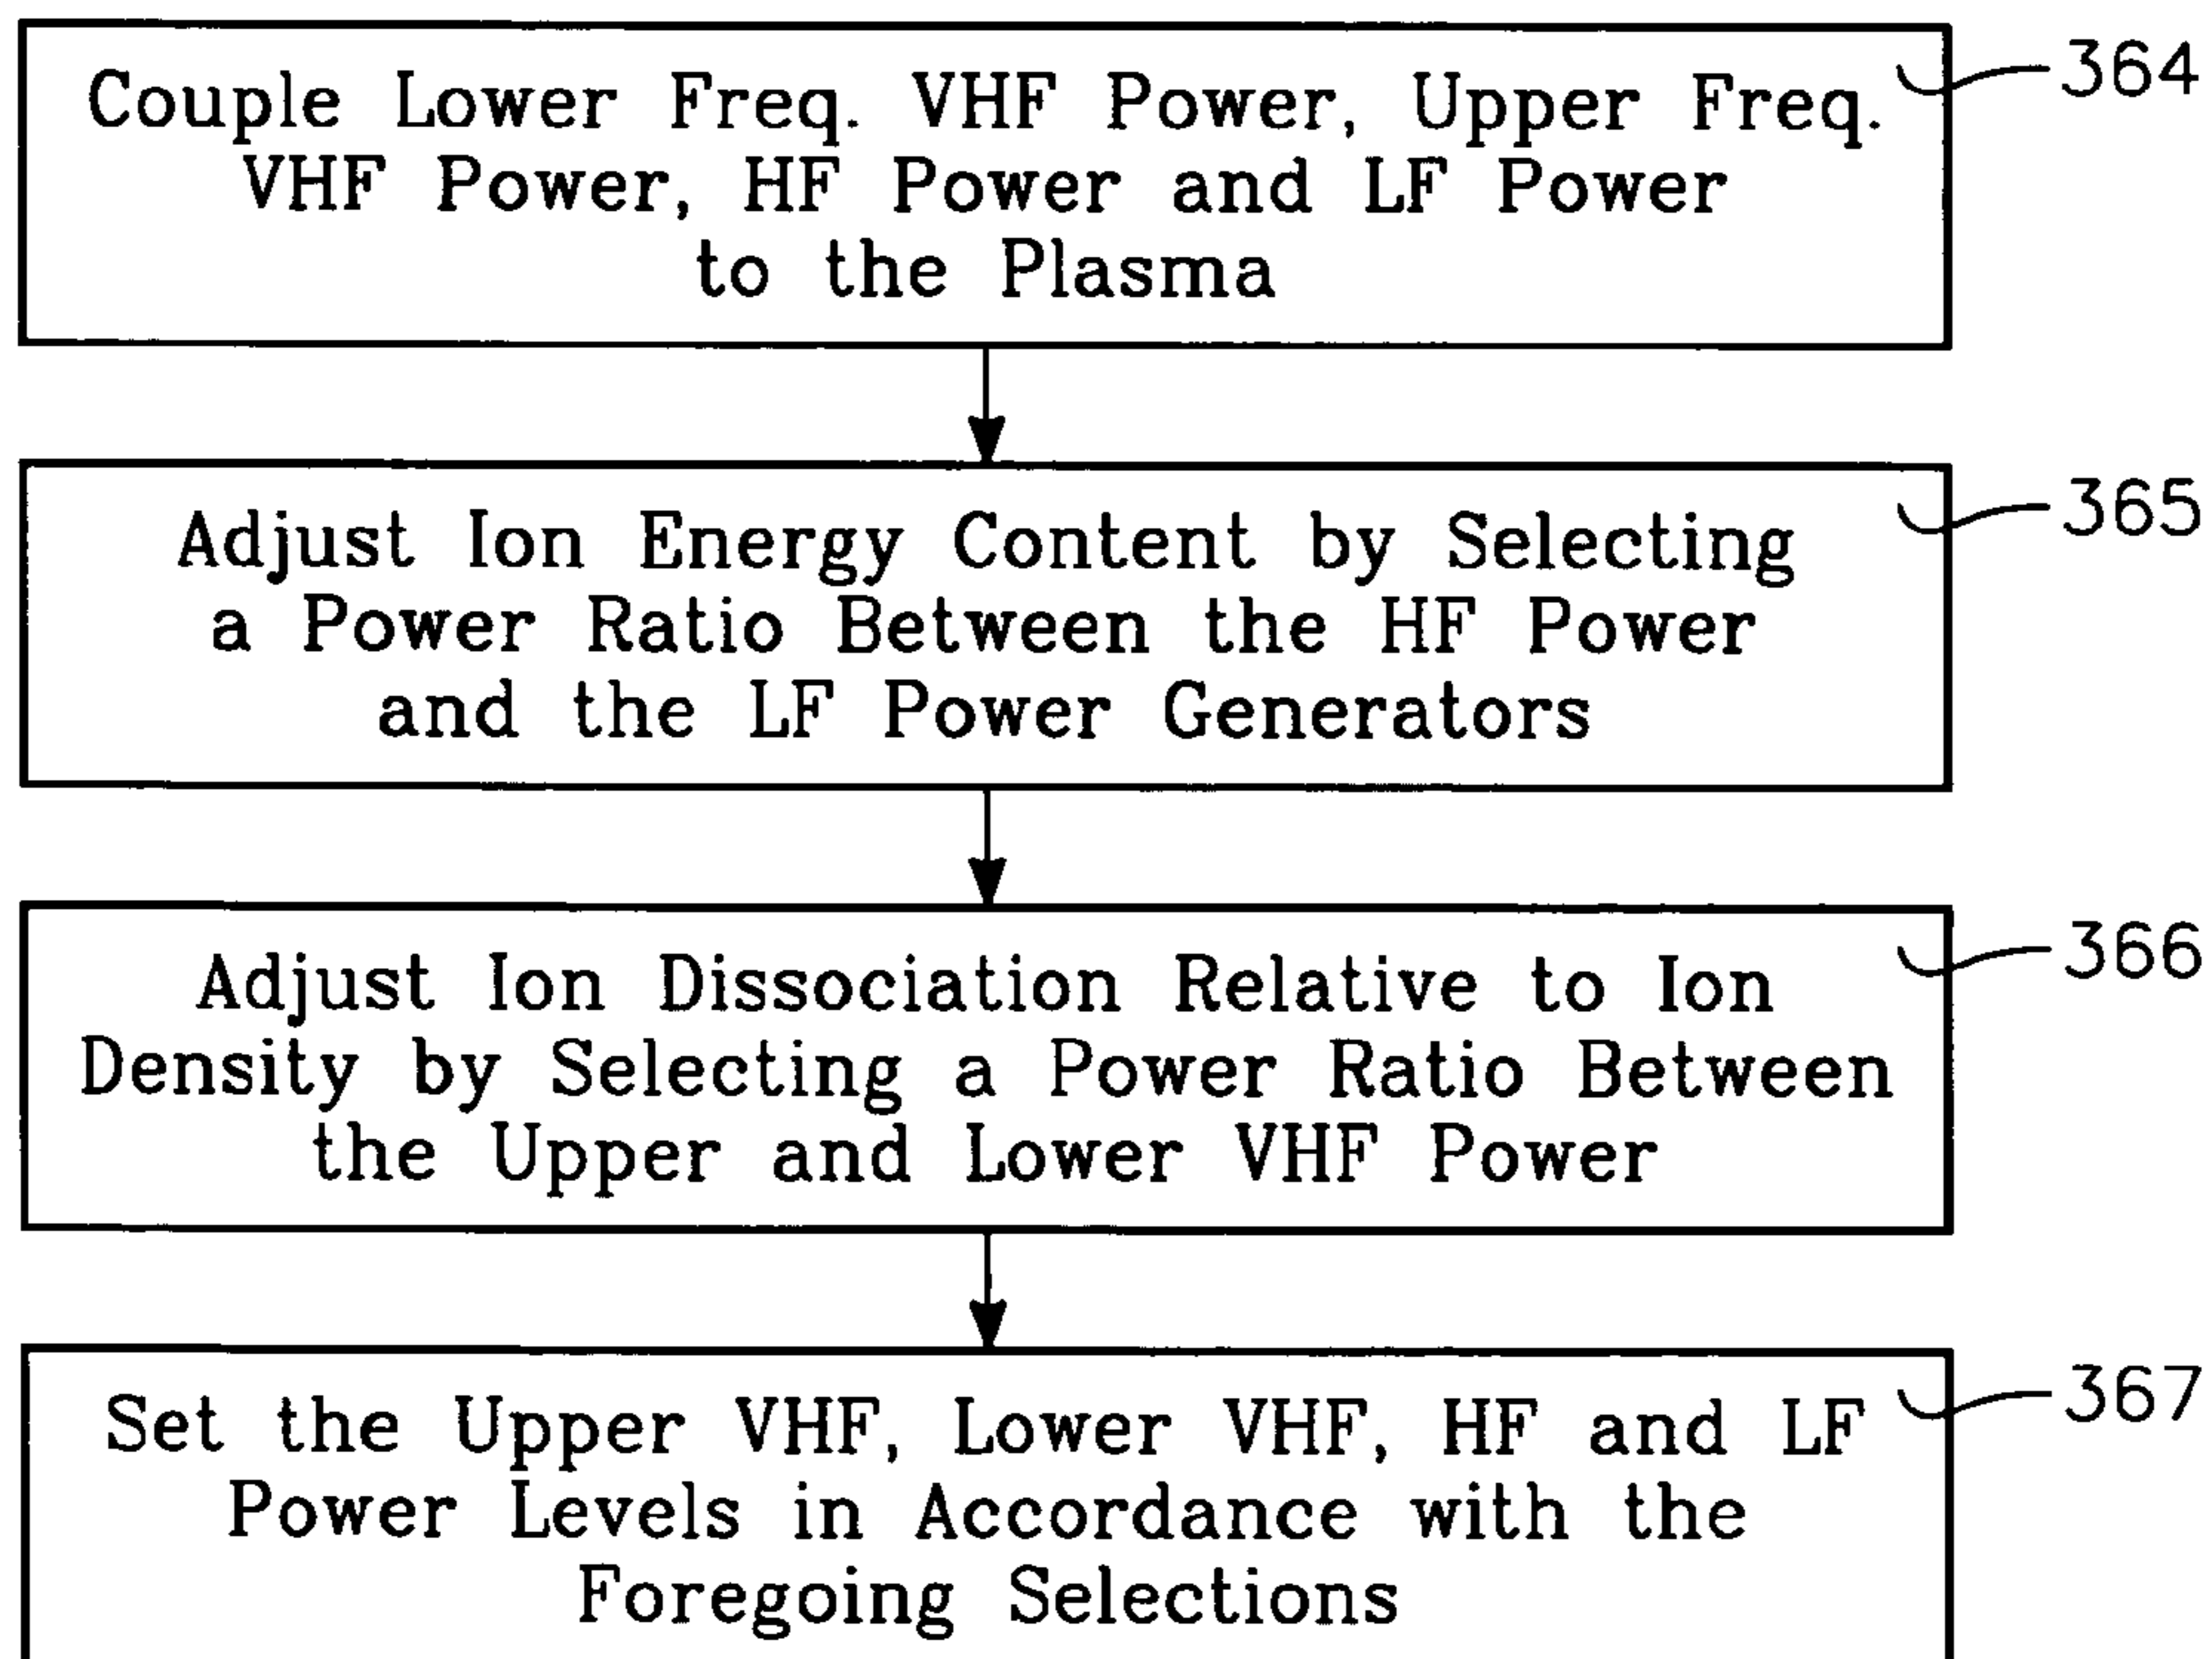 Couple Lower Freq. VHF Power, Upper Freq.
VHF Power, HF Power and LF Power
to the Plasma
364
Adjust Ion Energy Content by Selecting
a Power Ratio Between the HF Power
and the LF Power Generators
365
Adjust Ion Dissociation Relative to Ion
Density by Selecting a Power Ratio Between
the Upper and Lower VHF Power
366
Set the Upper VHF, Lower VHF, HF and LF
Power Levels in Accordance with the
Foregoing Selections
367